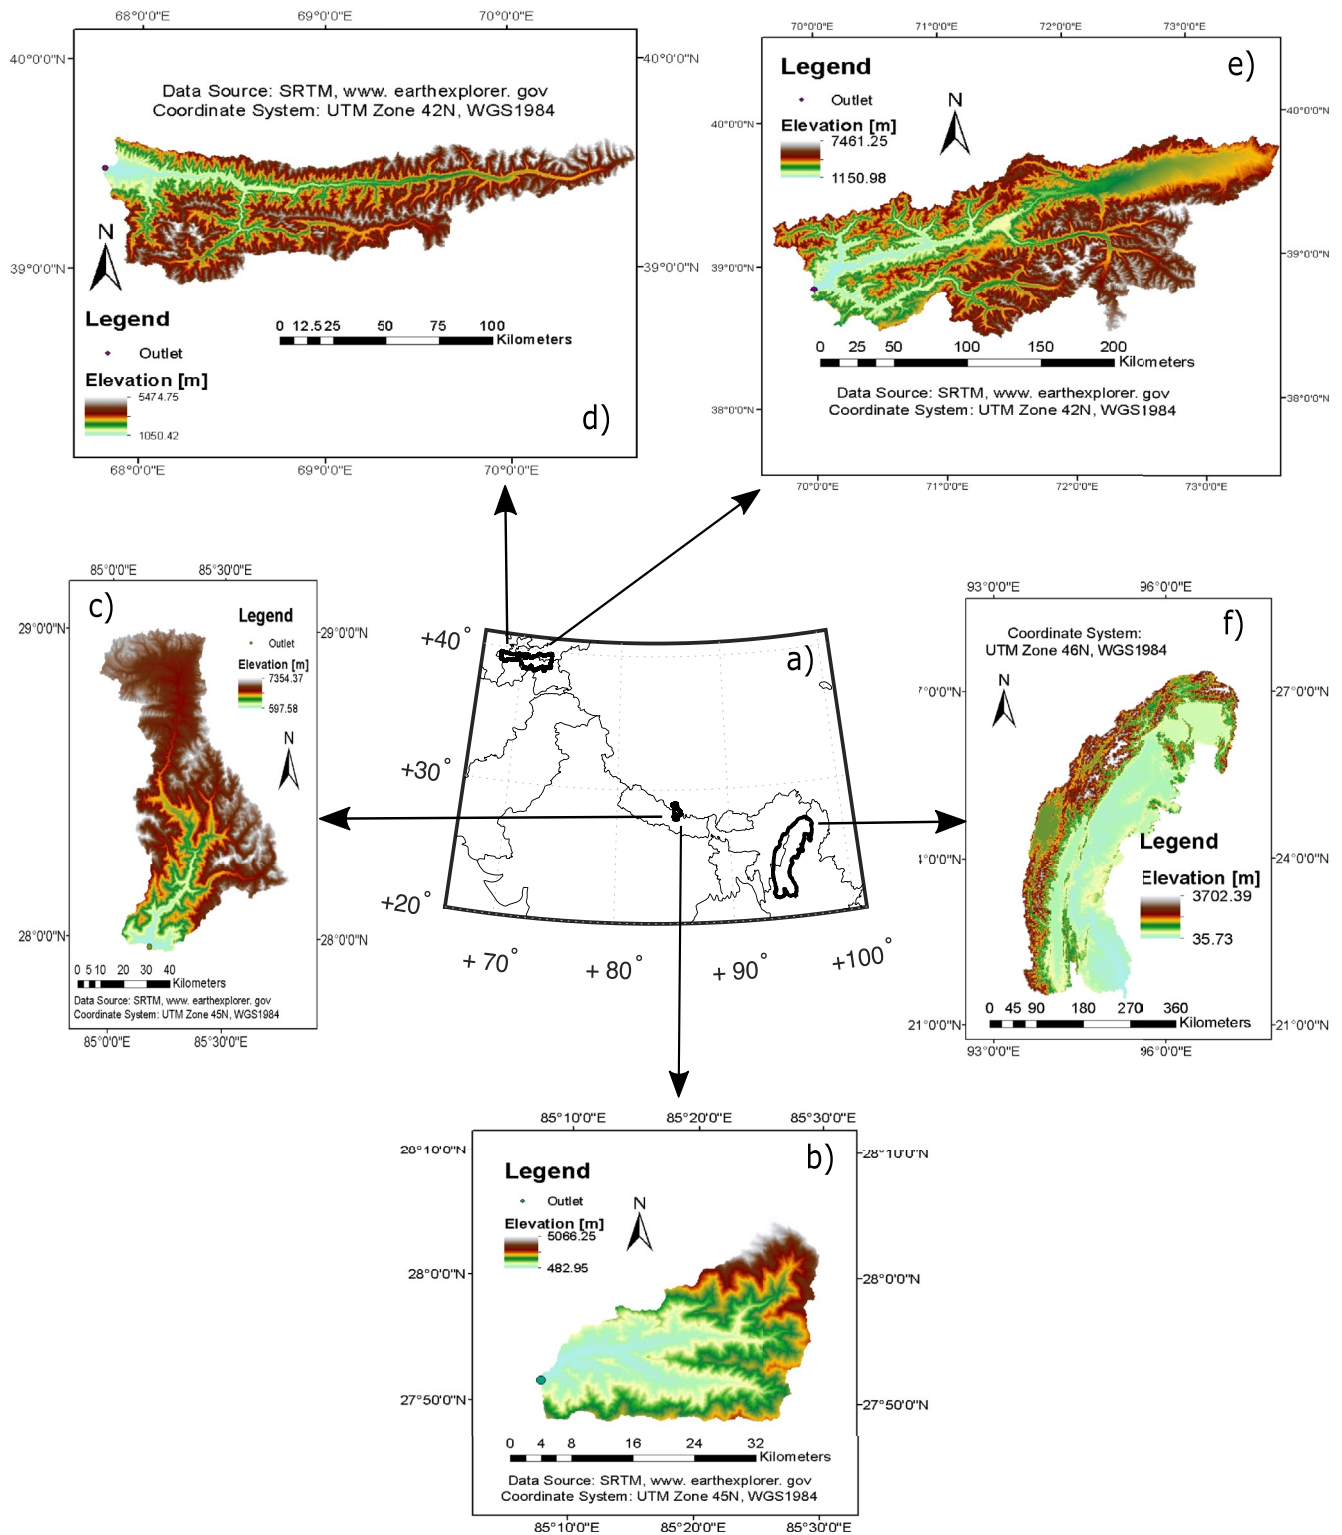 68°0'0"E 69°0'0"E 70°0'0"E
40°0'0"N 40°0'0"N
Data Source: SRTM, www. earthexplorer. gov
Coordinate System: UTM Zone 42N, WGS1984
N
39°0'0"N 39°0'0"N
Legend
Outlet
Elevation [m]
5474.75
1050.42
0 12.5 25 50 75 100
Kilometers
d)
68°0'0"E 69°0'0"E 70°0'0"E
70°0'0"E 71°0'0"E 72°0'0"E 73°0'0"E
Legend
Outlet
Elevation [m]
7461.25
1150.98
N
e)
40°0'0"N 40°0'0"N
39°0'0"N 39°0'0"N
0 25 50 100 150 200
Kilometers
Data Source: SRTM, www. earthexplorer. gov
Coordinate System: UTM Zone 42N, WGS1984
38°0'0"N 38°0'0"N
70°0'0"E 71°0'0"E 72°0'0"E 73°0'0"E
85°0'0"E 85°30'0"E
c)
Legend
Outlet
Elevation [m]
7354.37
597.58
N
29°0'0"N 29°0'0"N
28°0'0"N 28°0'0"N
0 5 10 20 30 40
Kilometers
Data Source: SRTM, www. earthexplorer. gov
Coordinate System: UTM Zone 45N, WGS1984
85°0'0"E 85°30'0"E
a)
+40°
+30°
+20°
+ 70° + 80° + 90° +100°
93°0'0"E 96°0'0"E
Coordinate System:
UTM Zone 46N, WGS1984
f)
N
7°0'0"N 27°0'0"N
Legend
Elevation [m]
3702.39
35.73
1°0'0"N 24°0'0"N
0 45 90 180 270 360
Kilometers
21°0'0"N 21°0'0"N
93°0'0"E 96°0'0"E
85°10'0"E 85°20'0"E 85°30'0"E
28°10'0"N 28°10'0"N
Legend
Outlet
Elevation [m]
5066.25
482.95
N
b)
28°0'0"N 28°0'0"N
27°50'0"N 27°50'0"N
0 4 8 16 24 32
Kilometers
Data Source: SRTM, www. earthexplorer. gov
Coordinate System: UTM Zone 45N, WGS1984
85°10'0"E 85°20'0"E 85°30'0"E